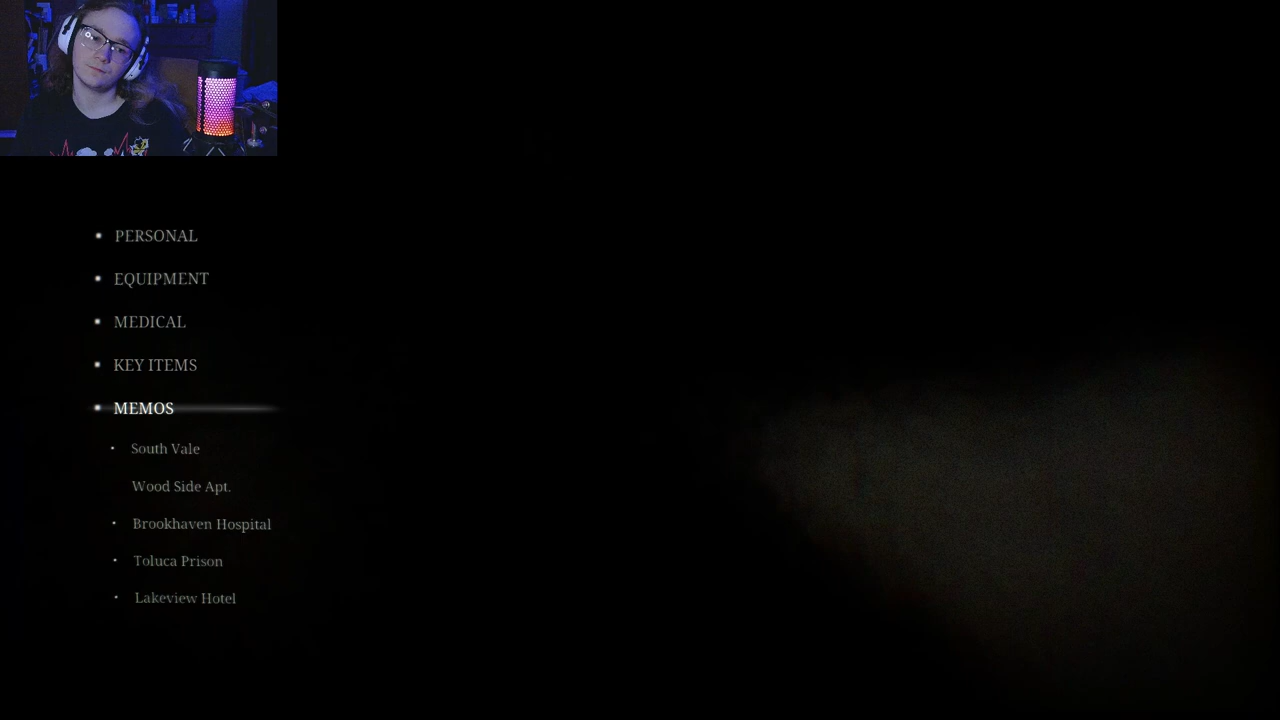 PERSONAL
EQUIPMENT
MEDICAL
KEY ITEMS
MEMOS
South Vale
Wood Side Apt.
Brookhaven Hospital
Toluca Prison
Lakeview Hotel